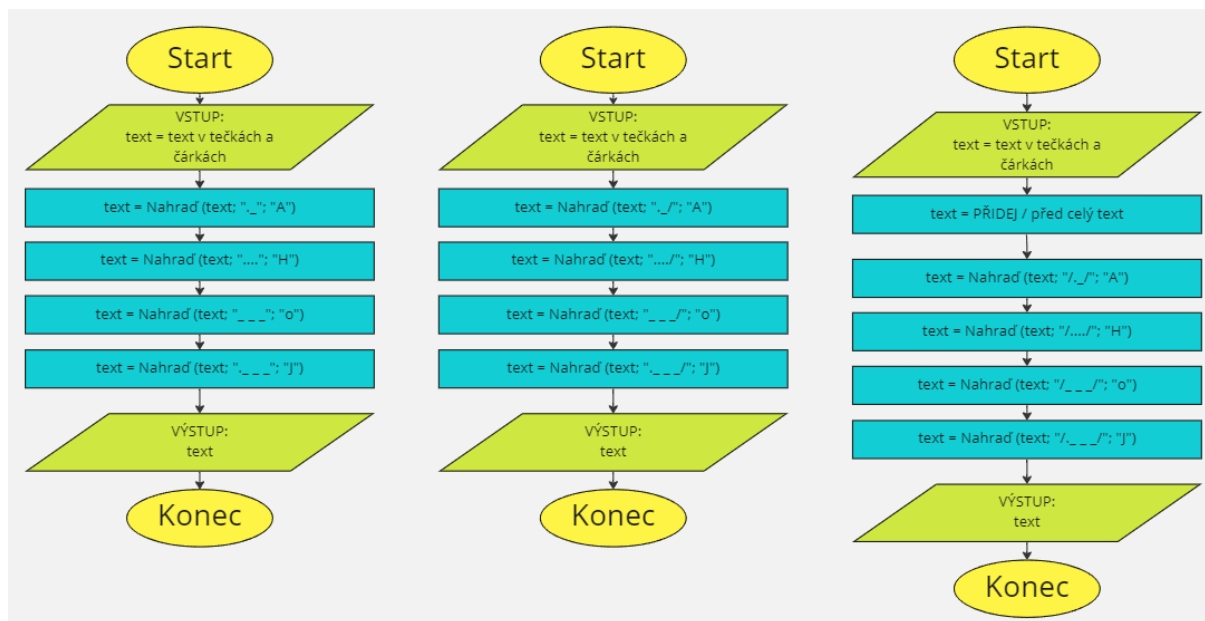 Start
VSTUP:
text = text v tečkách a
čárkách
text = Nahraď (text; "._"; "A")
text = Nahraď (text; "...."; "H")
text = Nahraď (text; "_ _ _"; "o")
text = Nahraď (text; "._ _ _"; "J")
VÝSTUP:
text
Konec
Start
VSTUP:
text = text v tečkách a
čárkách
text = Nahraď (text; "._/"; "A")
text = Nahraď (text; "..../"; "H")
text = Nahraď (text; "_ _ _/"; "o")
text = Nahraď (text; "._ _ _/"; "J")
VÝSTUP:
text
Konec
Start
VSTUP:
text = text v tečkách a
čárkách
text = PŘIDEJ / před celý text
text = Nahraď (text; "/._/"; "A")
text = Nahraď (text; "/..../"; "H")
text = Nahraď (text; "/_ _ _/"; "o")
text = Nahraď (text; "/._ _ _/"; "J")
VÝSTUP:
text
Konec